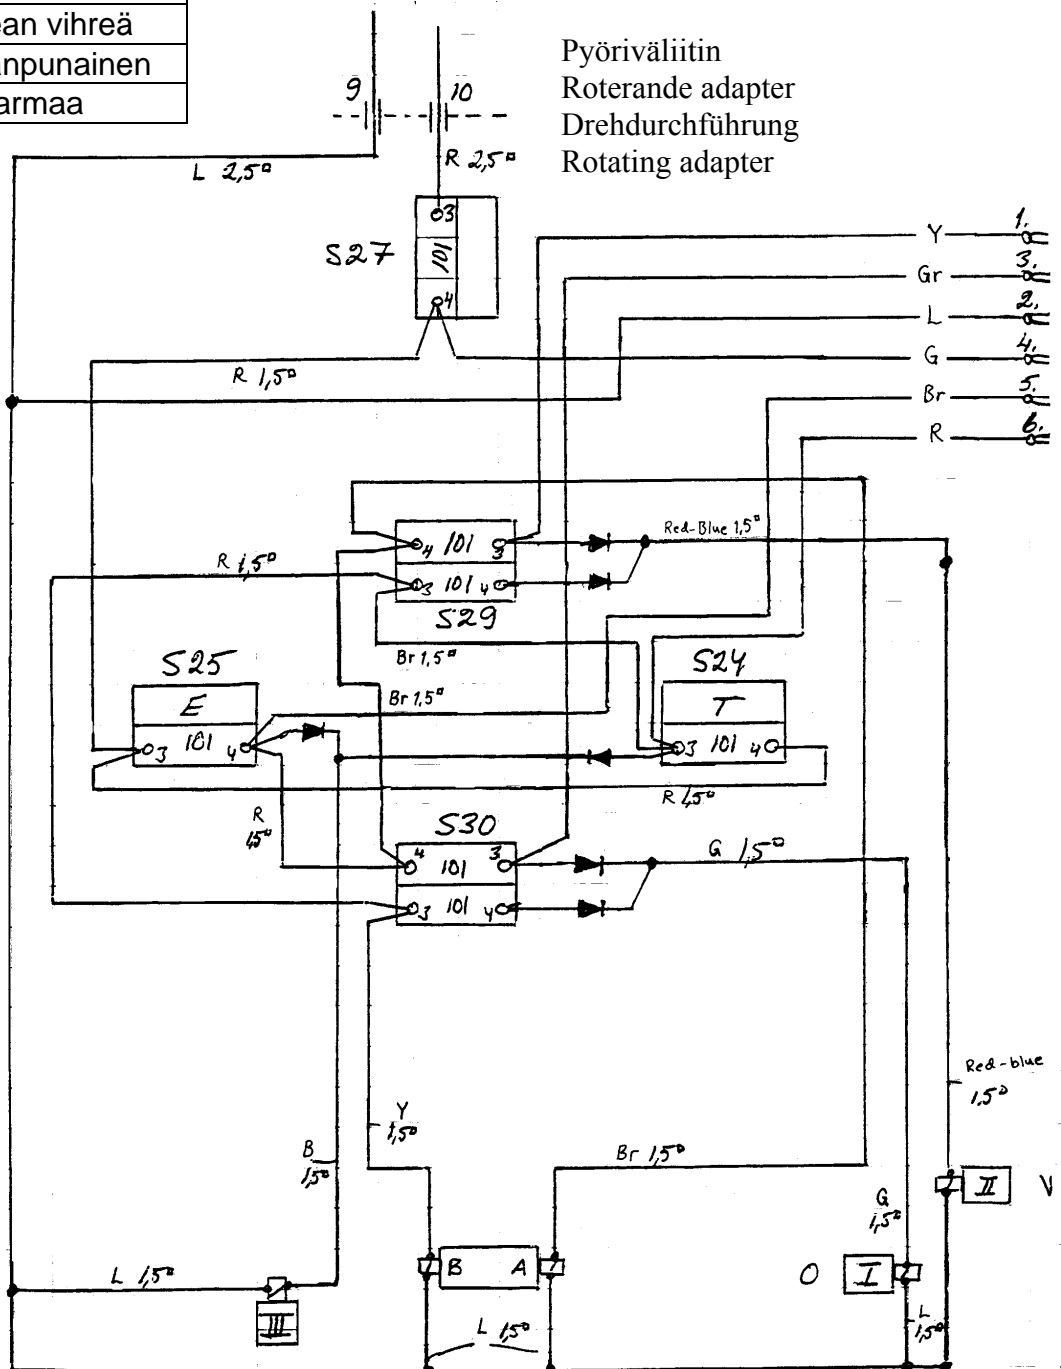 ean vihreä
anpunainen
armaa
Pyöriväliitin
Roterande adapter
Drehdurchführung
Rotating adapter
9
10
L 2,5□
R 2,5□
S27
3
101
4
Y 1.
Gr 3.
L 2.
G 4.
Br 5.
R 6.
R 1,5□
4 101 3
3 101 4
S29
Red-Blue 1,5□
R 1,5□
Br 1,5□
S25
E
3 101 4
Br 1,5□
S24
T
3 101 4
R 1,5□
R
1,5□
S30
4 101 3
3 101 4
G 1,5□
Red-blue
1,5□
Y
1,5□
B
1,5□
Br 1,5□
G
1,5□
II V
L 1,5□
III
B A
O I
L 1,5□
L
1,5□